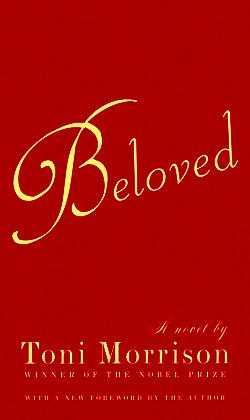 Beloved
A novel by
Toni Morrison
WINNER OF THE NOBEL PRIZE
WITH A NEW FOREWORD BY THE AUTHOR